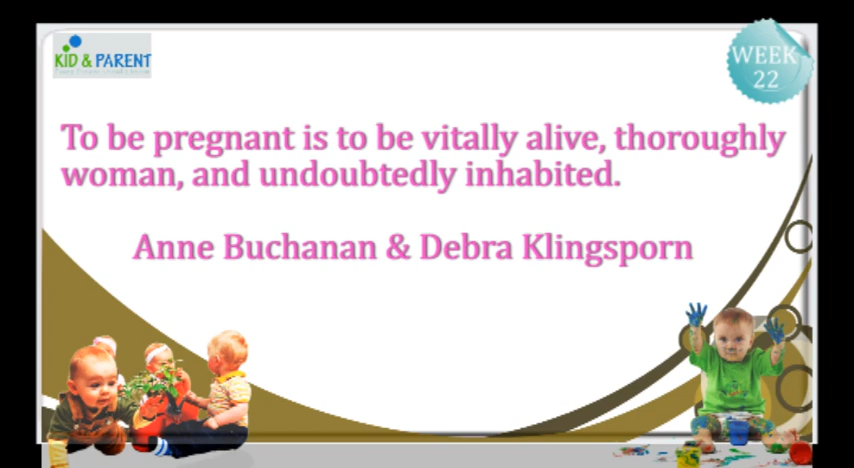 KID & PARENT
WEEK
22
To be pregnant is to be vitally alive, thoroughly
woman, and undoubtedly inhabited.
Anne Buchanan & Debra Klingsporn